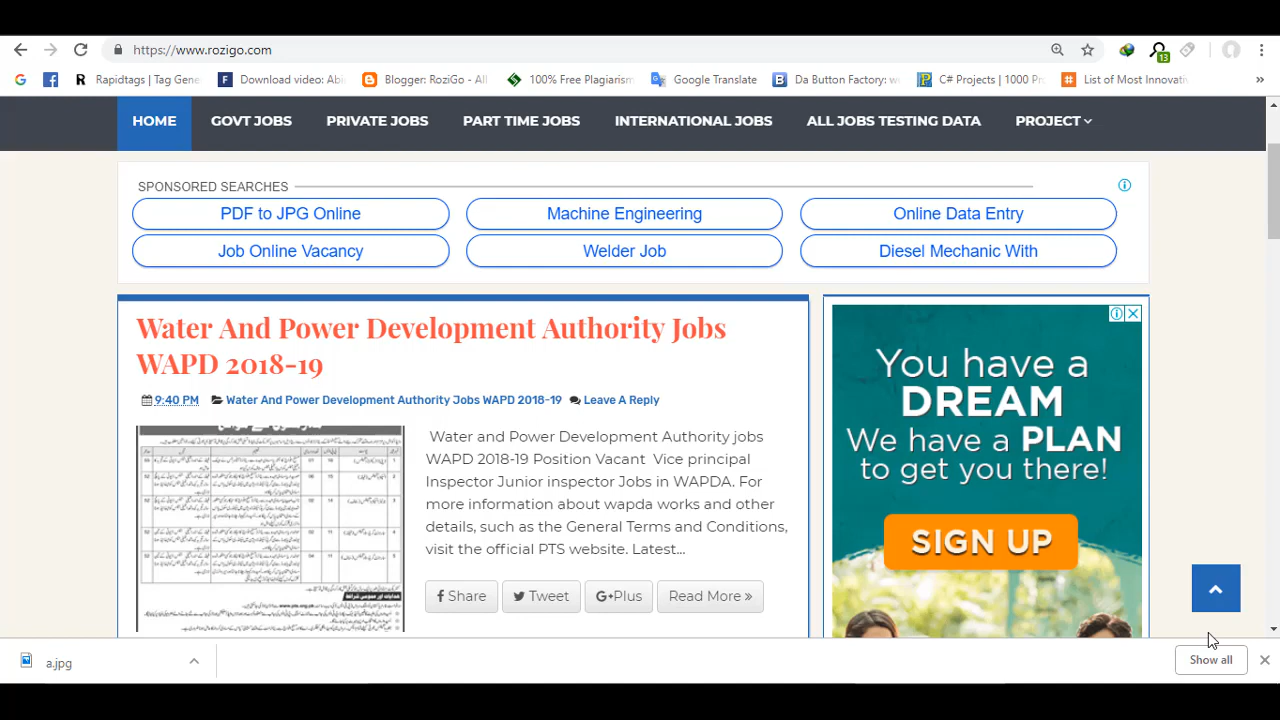 https://www.rozigo.com
13
Rapidtags | Tag Gene
Download video: Abi
Blogger: RoziGo - All
100% Free Plagiarism
Google Translate
Da Button Factory: w
C# Projects | 1000 Pr
List of Most Innovati
»
HOME
GOVT JOBS
PRIVATE JOBS
PART TIME JOBS
INTERNATIONAL JOBS
ALL JOBS TESTING DATA
PROJECT
SPONSORED SEARCHES
PDF to JPG Online
Machine Engineering
Online Data Entry
Job Online Vacancy
Welder Job
Diesel Mechanic With
Water And Power Development Authority Jobs
WAPD 2018-19
9:40 PM
Water And Power Development Authority Jobs WAPD 2018-19
Leave A Reply
Water and Power Development Authority jobs
WAPD 2018-19 Position Vacant Vice principal
Inspector Junior inspector Jobs in WAPDA. For
more information about wapda works and other
details, such as the General Terms and Conditions,
visit the official PTS website. Latest...
Share
Tweet
G+Plus
Read More »
You have a
DREAM
We have a PLAN
to get you there!
SIGN UP
a.jpg
Show all